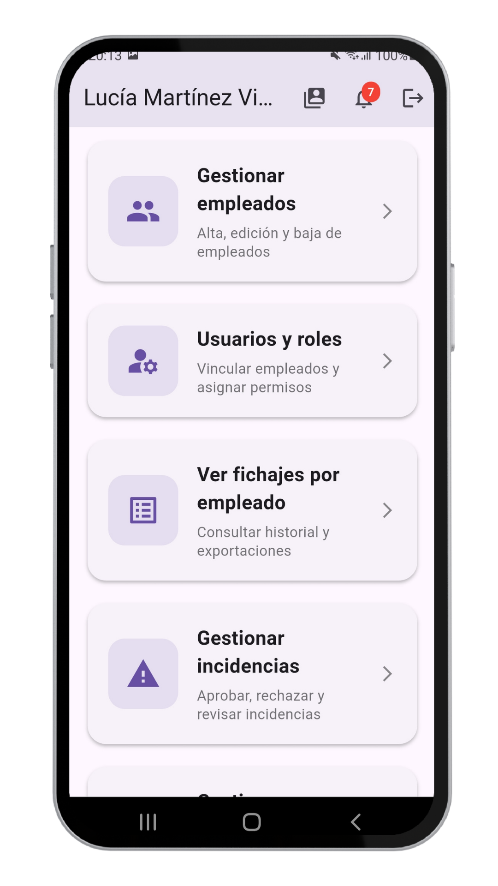 20:13 100%
Lucía Martínez Vi... 7
Gestionar
empleados
Alta, edición y baja de
empleados
Usuarios y roles
Vincular empleados y
asignar permisos
Ver fichajes por
empleado
Consultar historial y
exportaciones
Gestionar
incidencias
Aprobar, rechazar y
revisar incidencias